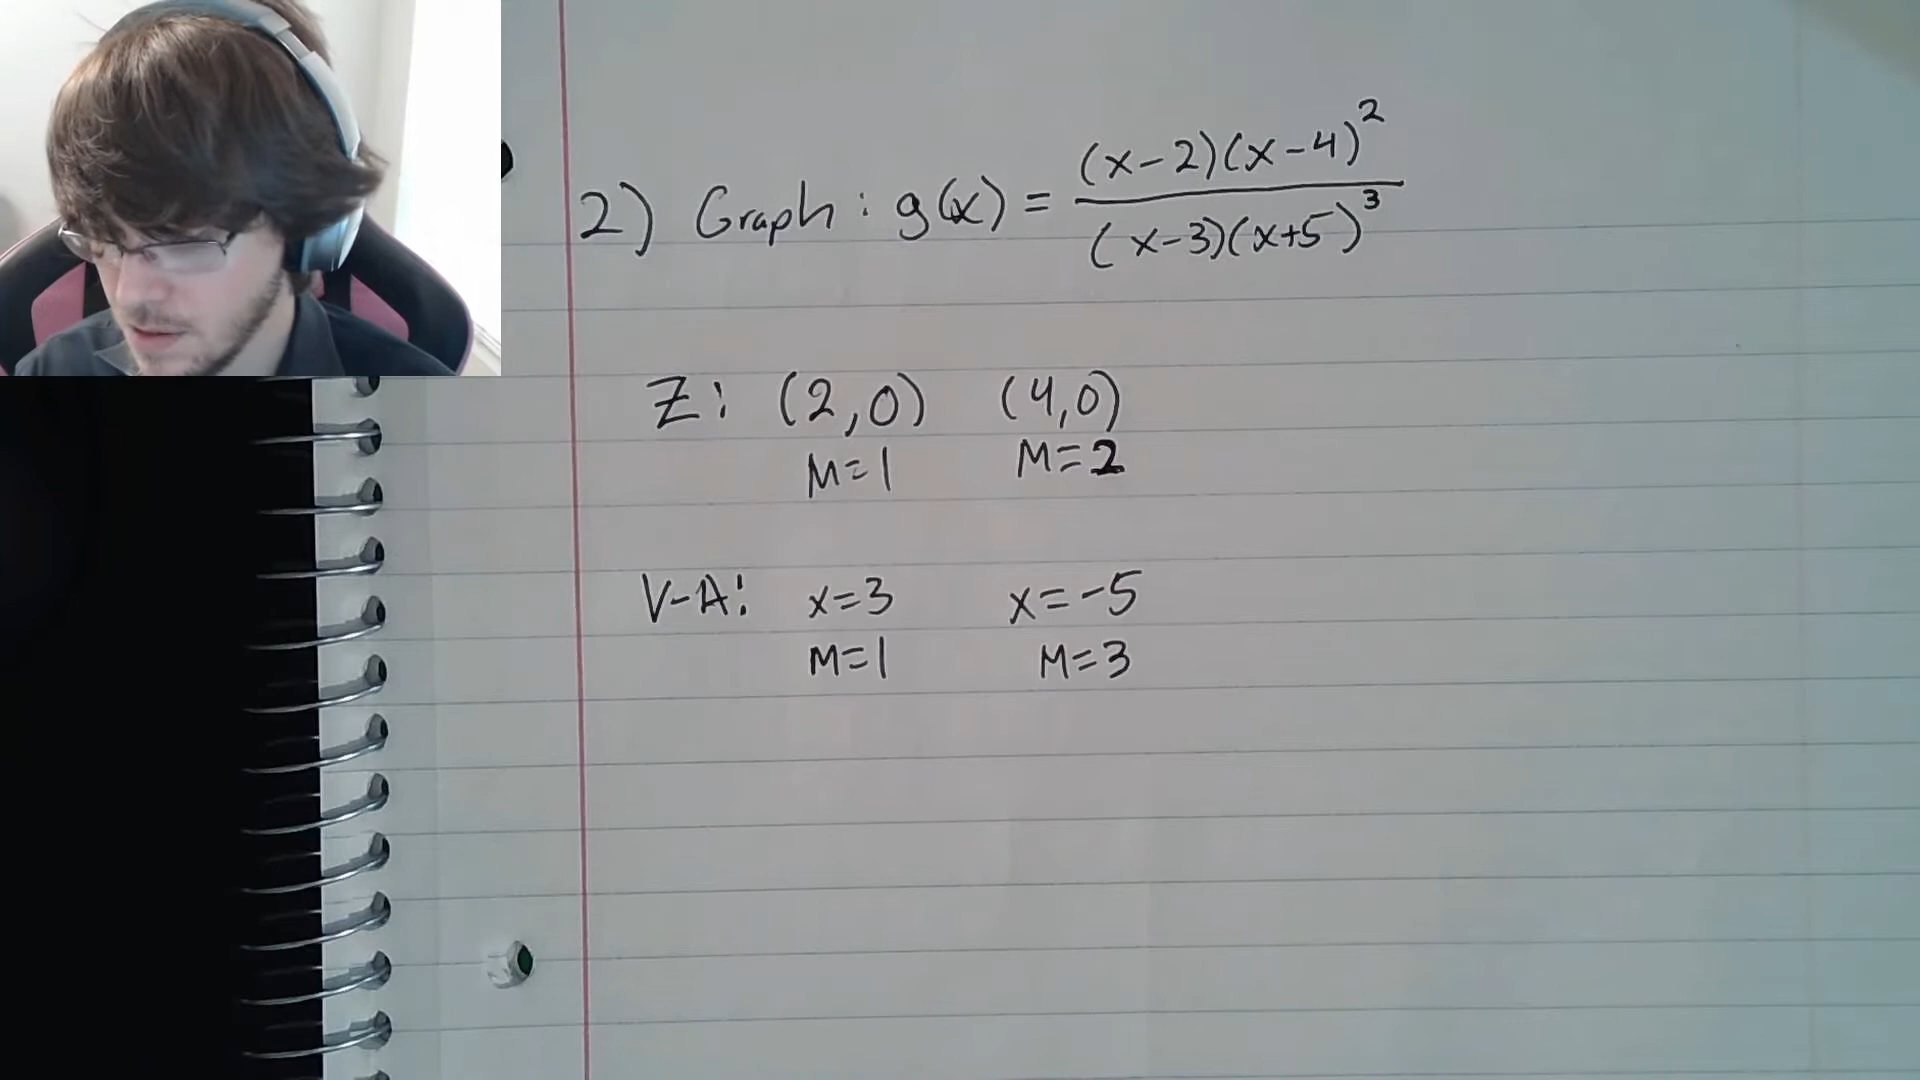 2) Graph: g(x) = (x-2)(x-4)² / (x-3)(x+5)³
Z: (2,0) (4,0)
M=1 M=2
V-A: x=3 x=-5
M=1 M=3